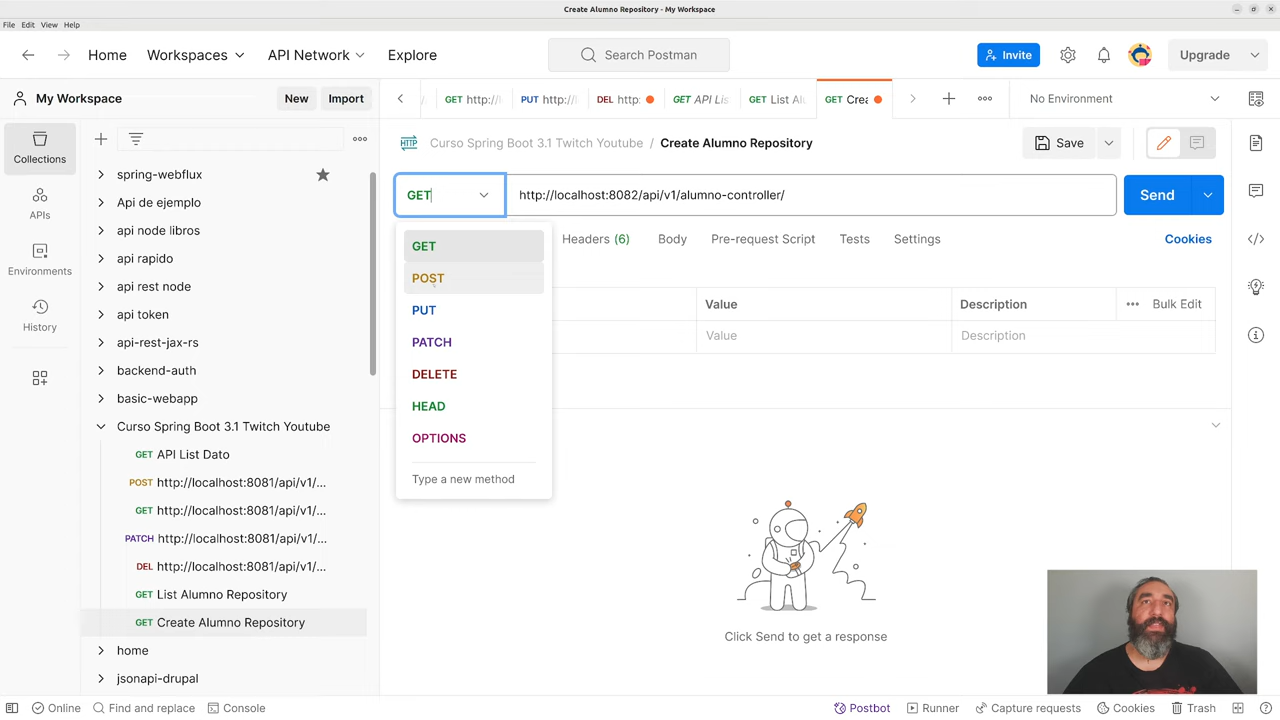 Create Alumno Repository - My Workspace
File Edit View Help
Home Workspaces API Network Explore Search Postman Invite Upgrade
My Workspace New Import GET http:/ PUT http:/ DEL http: GET API Lis GET List Al GET Crea No Environment
Collections
APIs
Environments
History
spring-webflux
Api de ejemplo
api node libros
api rapido
api rest node
api token
api-rest-jax-rs
backend-auth
basic-webapp
Curso Spring Boot 3.1 Twitch Youtube
GET API List Dato
POST http://localhost:8081/api/v1/...
GET http://localhost:8081/api/v1/...
PATCH http://localhost:8081/api/v1/...
DEL http://localhost:8081/api/v1/...
GET List Alumno Repository
GET Create Alumno Repository
home
jsonapi-drupal
HTTP Curso Spring Boot 3.1 Twitch Youtube / Create Alumno Repository Save
GET http://localhost:8082/api/v1/alumno-controller/ Send
Headers (6) Body Pre-request Script Tests Settings Cookies
GET
POST
PUT
PATCH
DELETE
HEAD
OPTIONS
Type a new method
Value Description Bulk Edit
Value Description
Click Send to get a response
Online Find and replace Console Postbot Runner Capture requests Cookies Trash